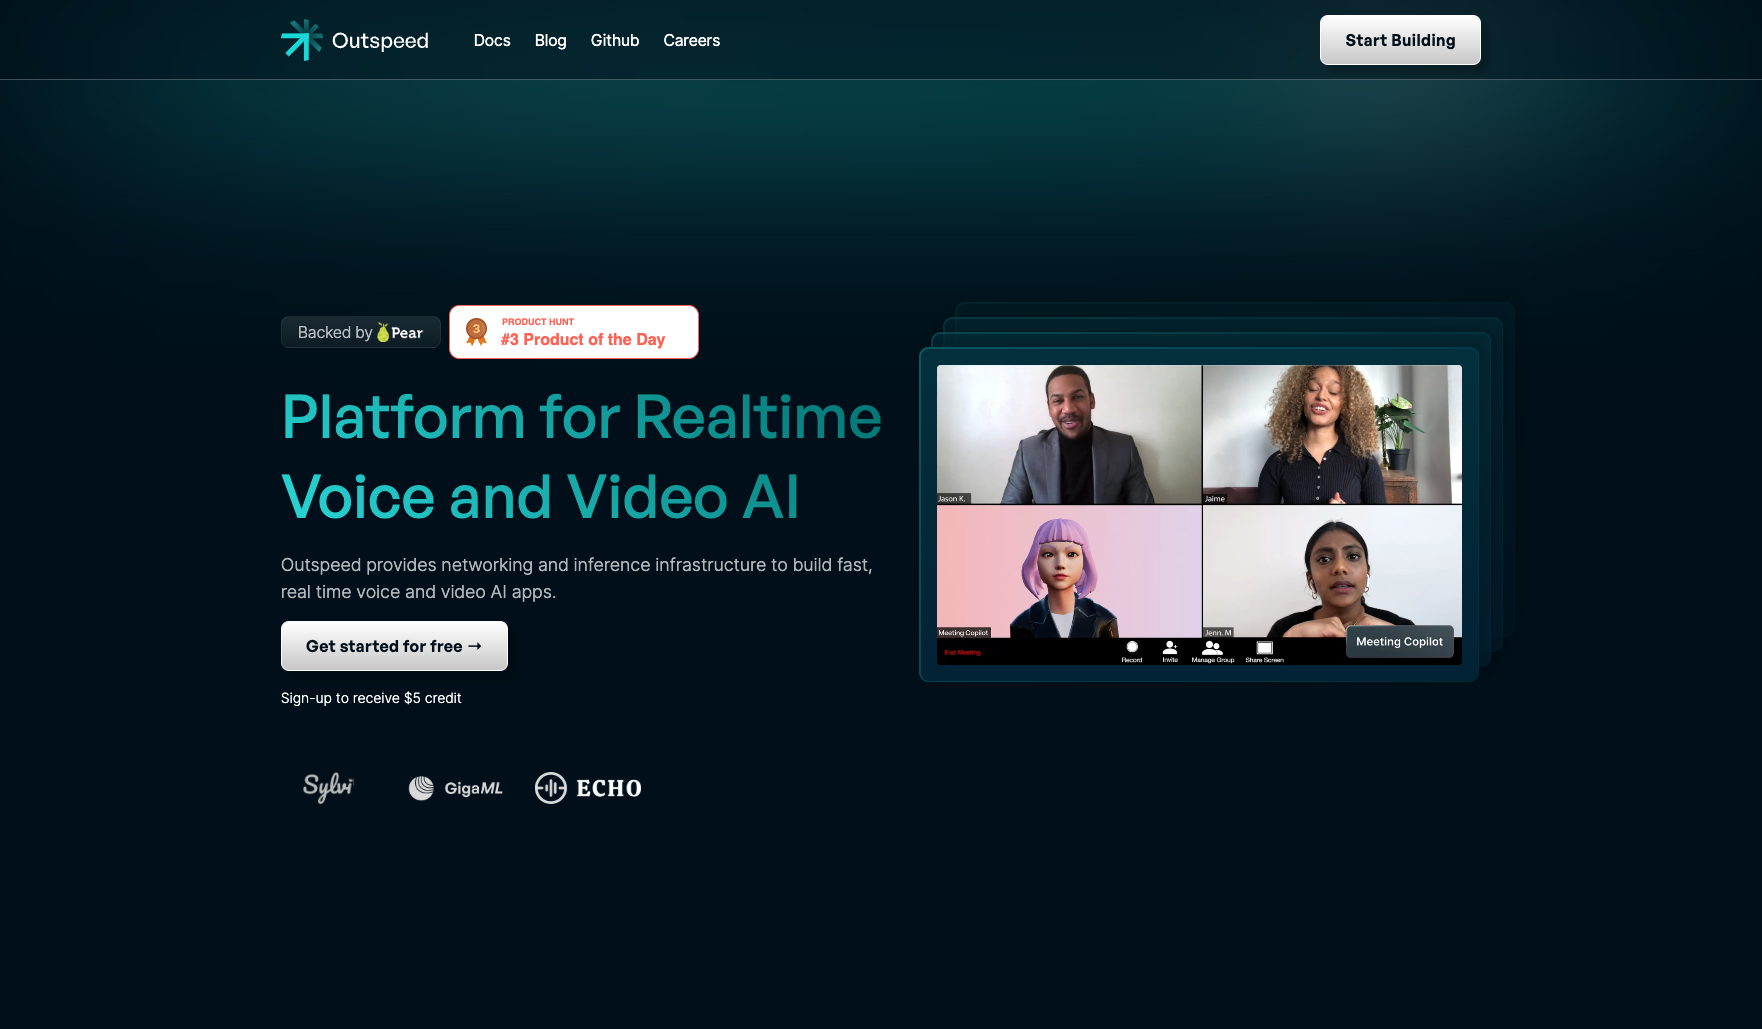 Outspeed
Docs
Blog
Github
Careers
Start Building
Backed by Pear
3
PRODUCT HUNT
#3 Product of the Day
Platform for Realtime
Voice and Video AI
Outspeed provides networking and inference infrastructure to build fast,
real time voice and video AI apps.
Get started for free →
Sign-up to receive $5 credit
Sylvi
GigaML
ECHO
Jason K.
Jaime
Meeting Copilot
Jenn. M
End Meeting
Record
Invite
Manage Group
Share Screen
Meeting Copilot